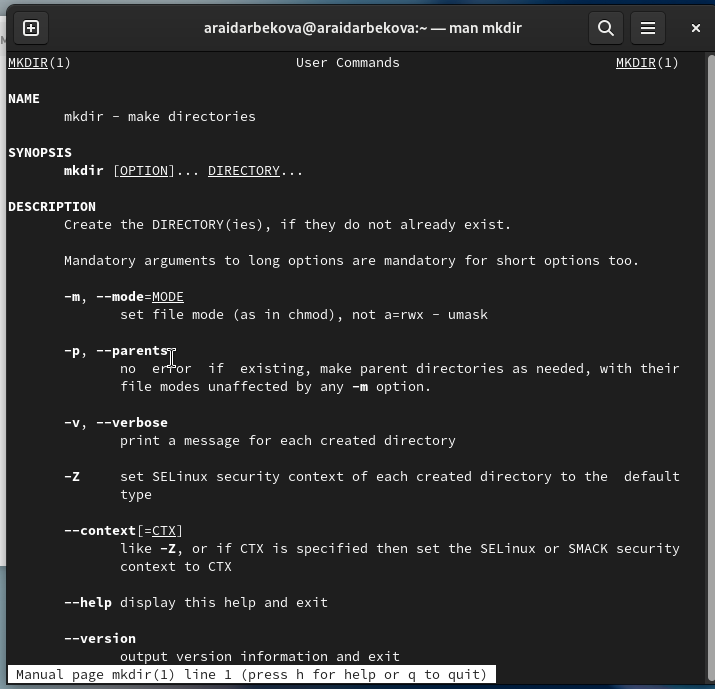 araidarbekova@araidarbekova:~ — man mkdir
MKDIR(1) User Commands MKDIR(1)
NAME
mkdir - make directories
SYNOPSIS
mkdir [OPTION]... DIRECTORY...
DESCRIPTION
Create the DIRECTORY(ies), if they do not already exist.
Mandatory arguments to long options are mandatory for short options too.
-m, --mode=MODE
set file mode (as in chmod), not a=rwx - umask
-p, --parents
no error if existing, make parent directories as needed, with their
file modes unaffected by any -m option.
-v, --verbose
print a message for each created directory
-Z set SELinux security context of each created directory to the default
type
--context[=CTX]
like -Z, or if CTX is specified then set the SELinux or SMACK security
context to CTX
--help display this help and exit
--version
output version information and exit
Manual page mkdir(1) line 1 (press h for help or q to quit)